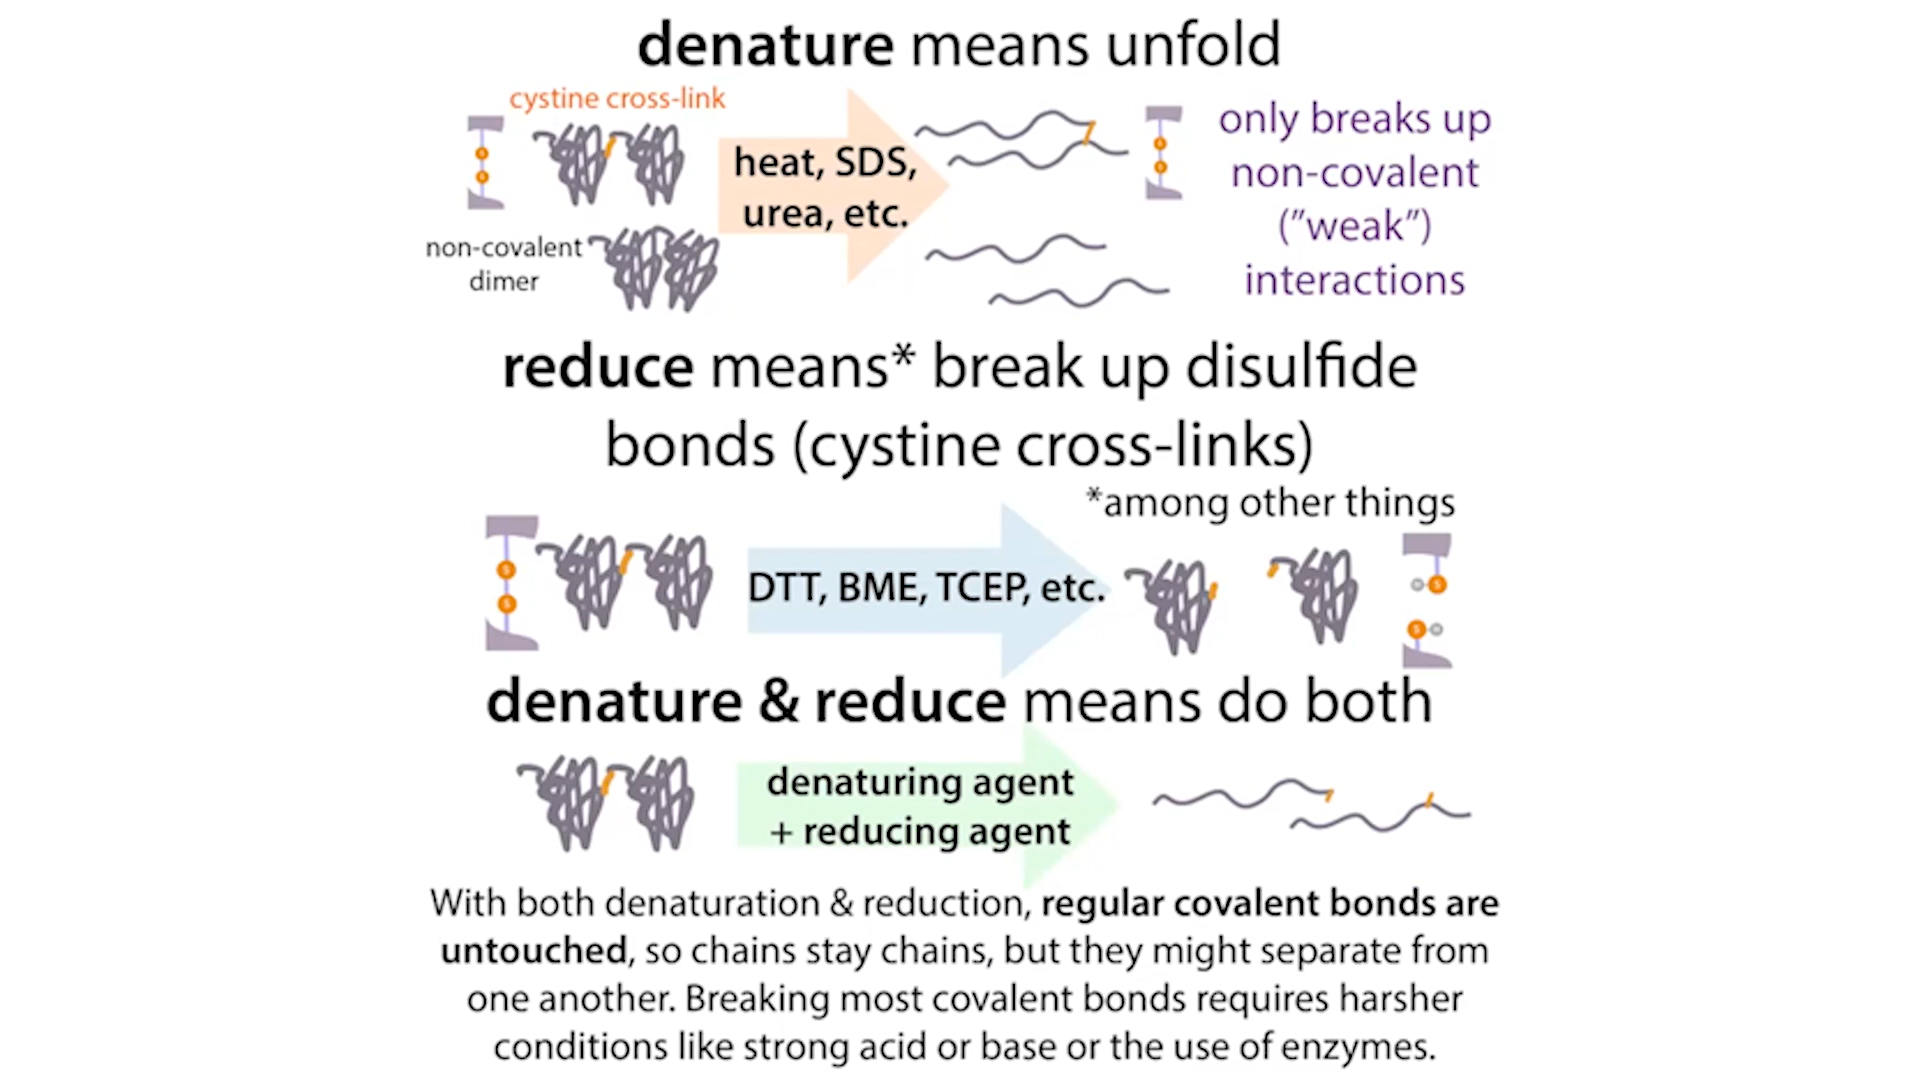 denature means unfold
cystine cross-link
heat, SDS,
urea, etc.
non-covalent
dimer
only breaks up
non-covalent
("weak")
interactions
reduce means* break up disulfide
bonds (cystine cross-links)
*among other things
S
S
DTT, BME, TCEP, etc.
S
S
denature & reduce means do both
denaturing agent
+ reducing agent
With both denaturation & reduction, regular covalent bonds are
untouched, so chains stay chains, but they might separate from
one another. Breaking most covalent bonds requires harsher
conditions like strong acid or base or the use of enzymes.